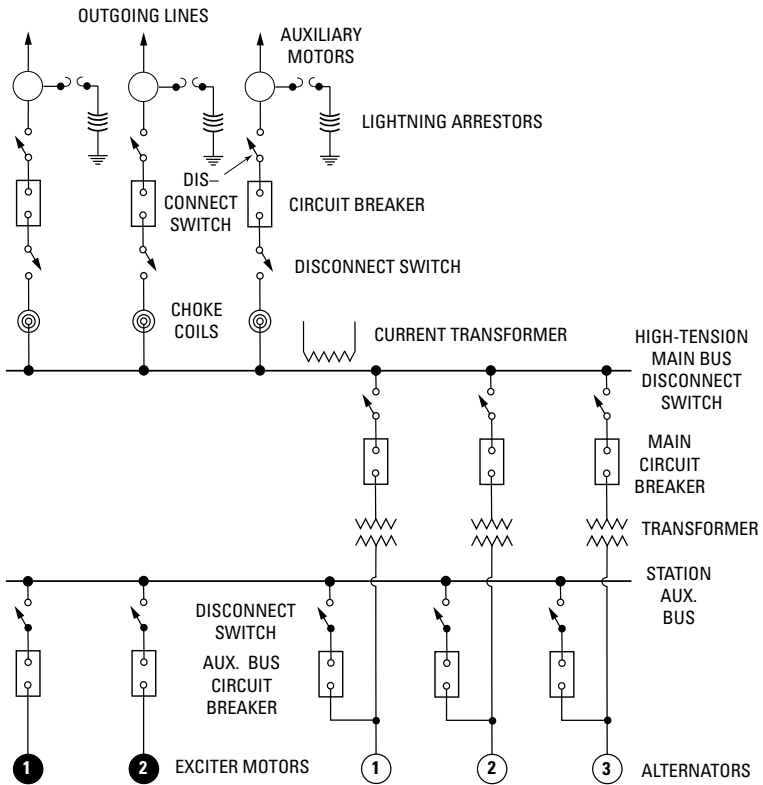 OUTGOING LINES
AUXILIARY
MOTORS
LIGHTNING ARRESTORS
DIS–
CONNECT
SWITCH
CIRCUIT BREAKER
DISCONNECT SWITCH
CHOKE
COILS
CURRENT TRANSFORMER
HIGH-TENSION
MAIN BUS
DISCONNECT
SWITCH
MAIN
CIRCUIT
BREAKER
TRANSFORMER
STATION
AUX.
BUS
DISCONNECT
SWITCH
AUX. BUS
CIRCUIT
BREAKER
1
2
EXCITER MOTORS
1
2
3
ALTERNATORS